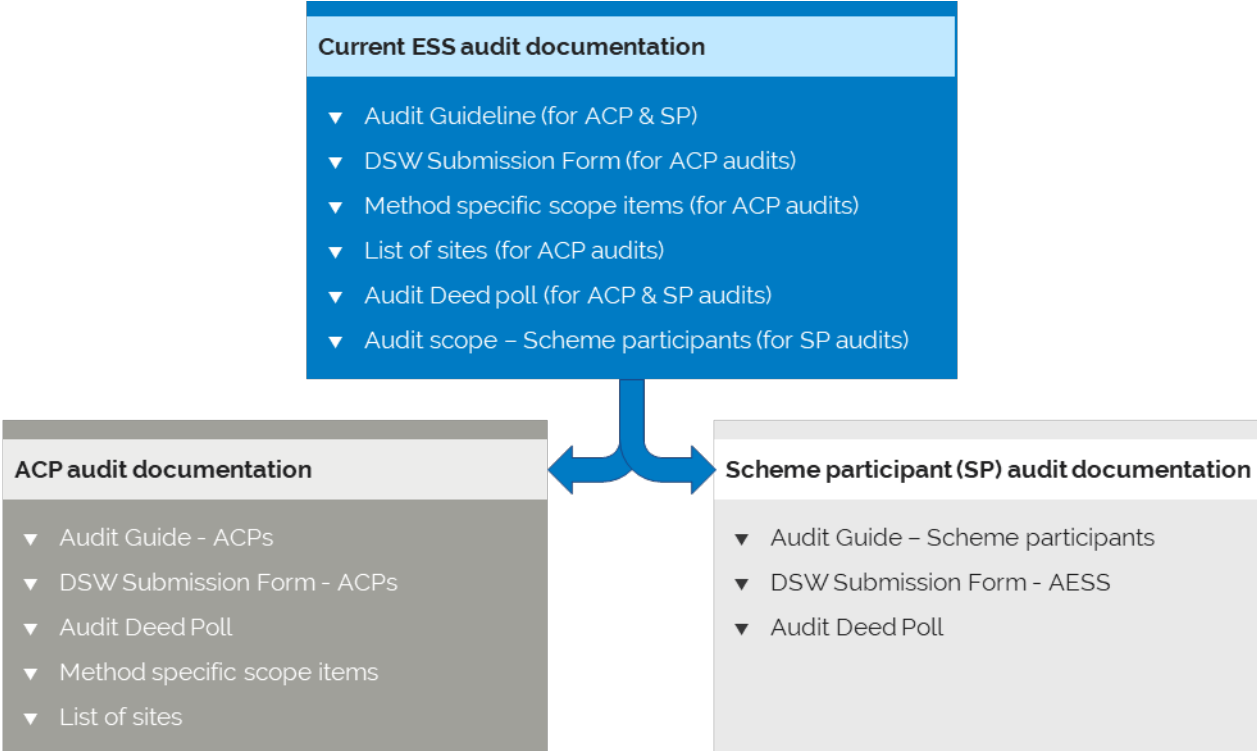 Current ESS audit documentation
▼ Audit Guideline (for ACP & SP)
▼ DSW Submission Form (for ACP audits)
▼ Method specific scope items (for ACP audits)
▼ List of sites (for ACP audits)
▼ Audit Deed poll (for ACP & SP audits)
▼ Audit scope – Scheme participants (for SP audits)
ACP audit documentation
▼ Audit Guide - ACPs
▼ DSW Submission Form - ACPs
▼ Audit Deed Poll
▼ Method specific scope items
▼ List of sites
Scheme participant (SP) audit documentation
▼ Audit Guide – Scheme participants
▼ DSW Submission Form - AESS
▼ Audit Deed Poll